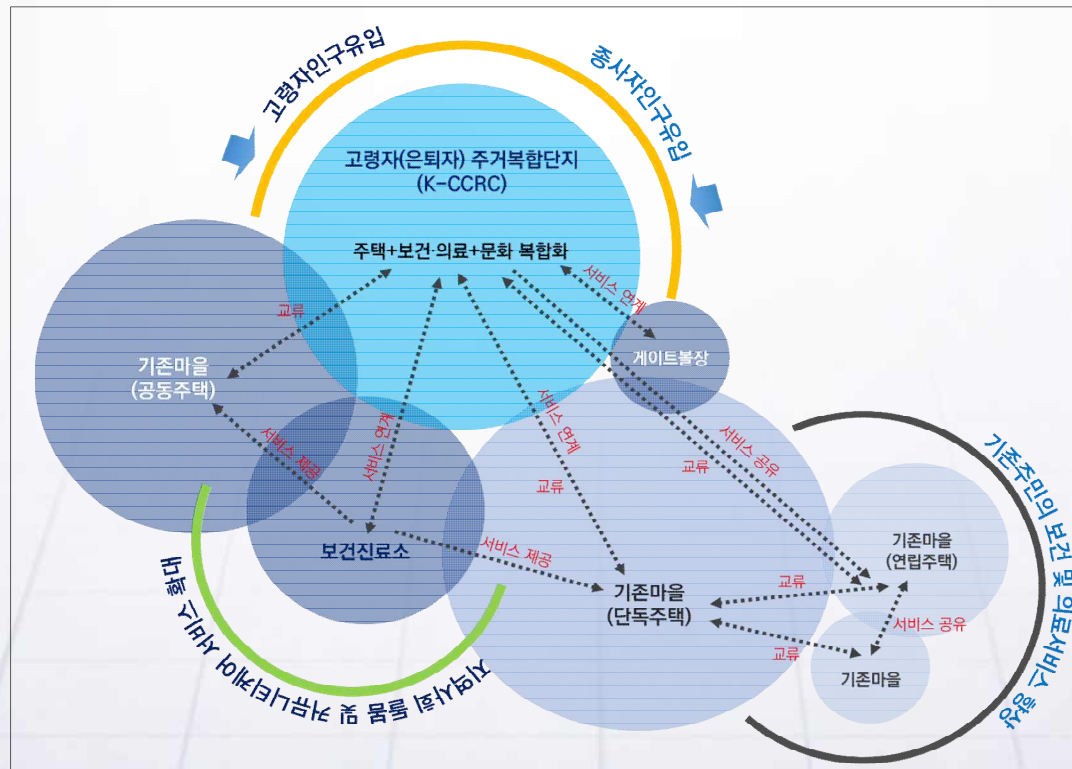 고령자인구유입
종사자인구유입
고령자(은퇴자) 주거복합단지
(K-CCRC)
주택+보건·의료+문화 복합화
서비스 연계
교류
게이트볼장
기존마을
(공동주택)
서비스 연계
서비스 연계
서비스 공유
교류
서비스 제공
교류
기존주민의 보건 및 의료서비스 향상
보건진료소
서비스 제공
기존마을
(연립주택)
기존마을
(단독주택)
교류
서비스 공유
교류
기존마을
지역사회 돌봄 및 커뮤니티케어 서비스 확대